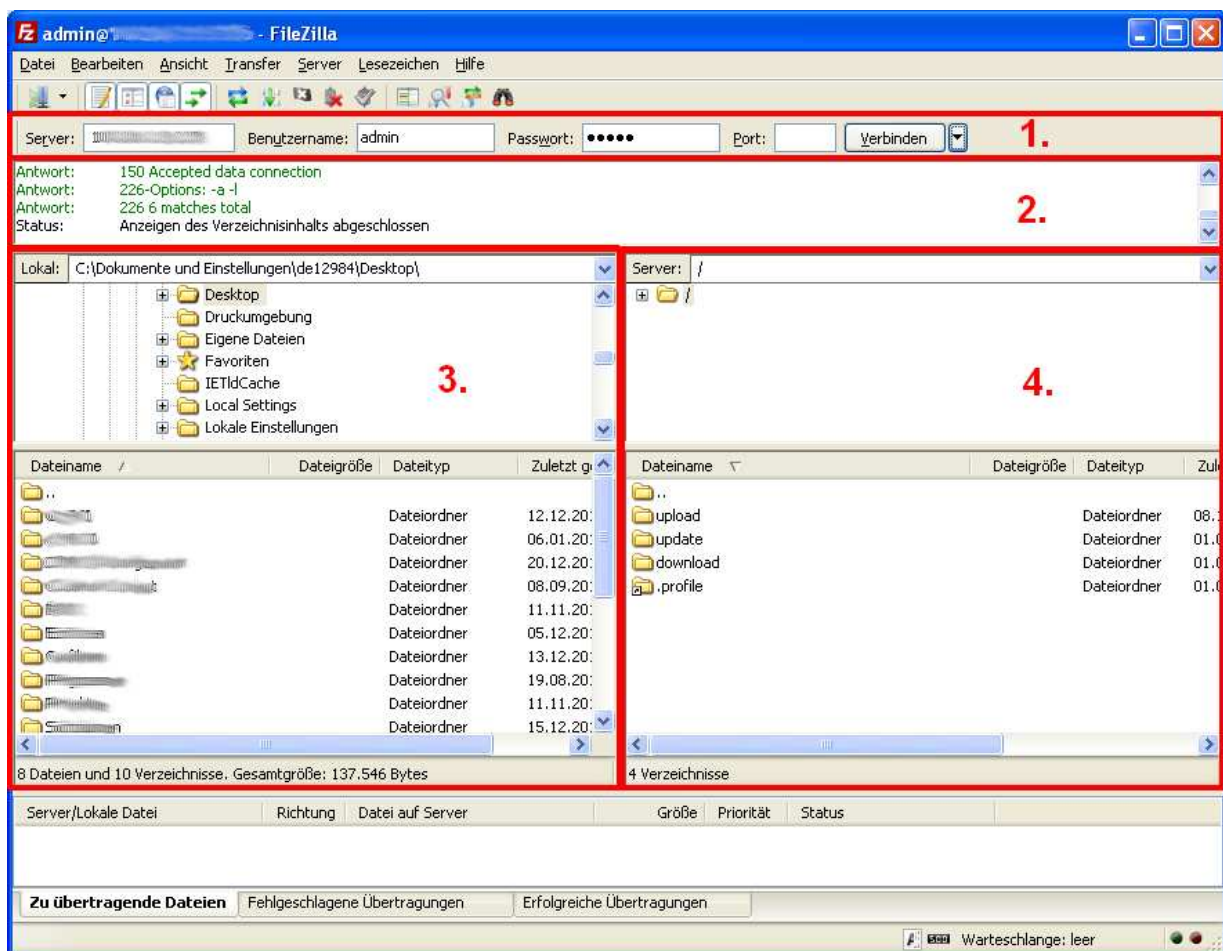 admin@ - FileZilla
Datei Bearbeiten Ansicht Transfer Server Lesezeichen Hilfe
Server: Benutzername: admin Passwort: ●●●●● Port: Verbinden 1.
Antwort: 150 Accepted data connection
Antwort: 226-Options: -a -l
Antwort: 226 6 matches total
Status: Anzeigen des Verzeichnisinhalts abgeschlossen
2.
Lokal: C:\Dokumente und Einstellungen\de12984\Desktop\
Desktop
Druckumgebung
Eigene Dateien
Favoriten
IETldCache
Local Settings
Lokale Einstellungen
3.
Dateiname Dateigröße Dateityp Zuletzt g
..
Dateiordner 12.12.20
Dateiordner 06.01.20
Dateiordner 20.12.20
Dateiordner 08.09.20
Dateiordner 11.11.20
Dateiordner 05.12.20
Dateiordner 13.12.20
Dateiordner 19.08.20
Dateiordner 11.11.20
Dateiordner 15.12.20
8 Dateien und 10 Verzeichnisse. Gesamtgröße: 137.546 Bytes
Server: /
/
4.
Dateiname Dateigröße Dateityp Zul
..
upload Dateiordner 08.
update Dateiordner 01.
download Dateiordner 01.
.profile Dateiordner 01.
4 Verzeichnisse
Server/Lokale Datei Richtung Datei auf Server Größe Priorität Status
Zu übertragende Dateien Fehlgeschlagene Übertragungen Erfolgreiche Übertragungen
Warteschlange: leer